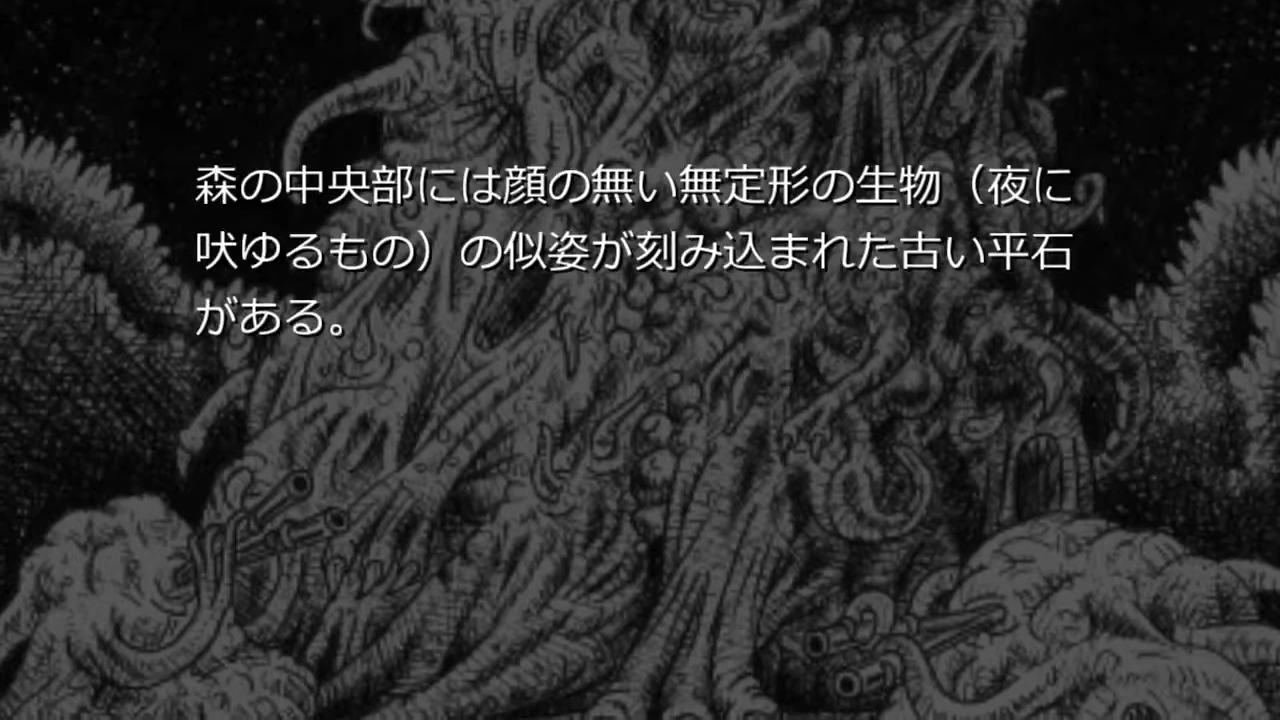 森の中央部には顔の無い無定形の生物（夜に
吠ゆるもの）の似姿が刻み込まれた古い平石
がある。